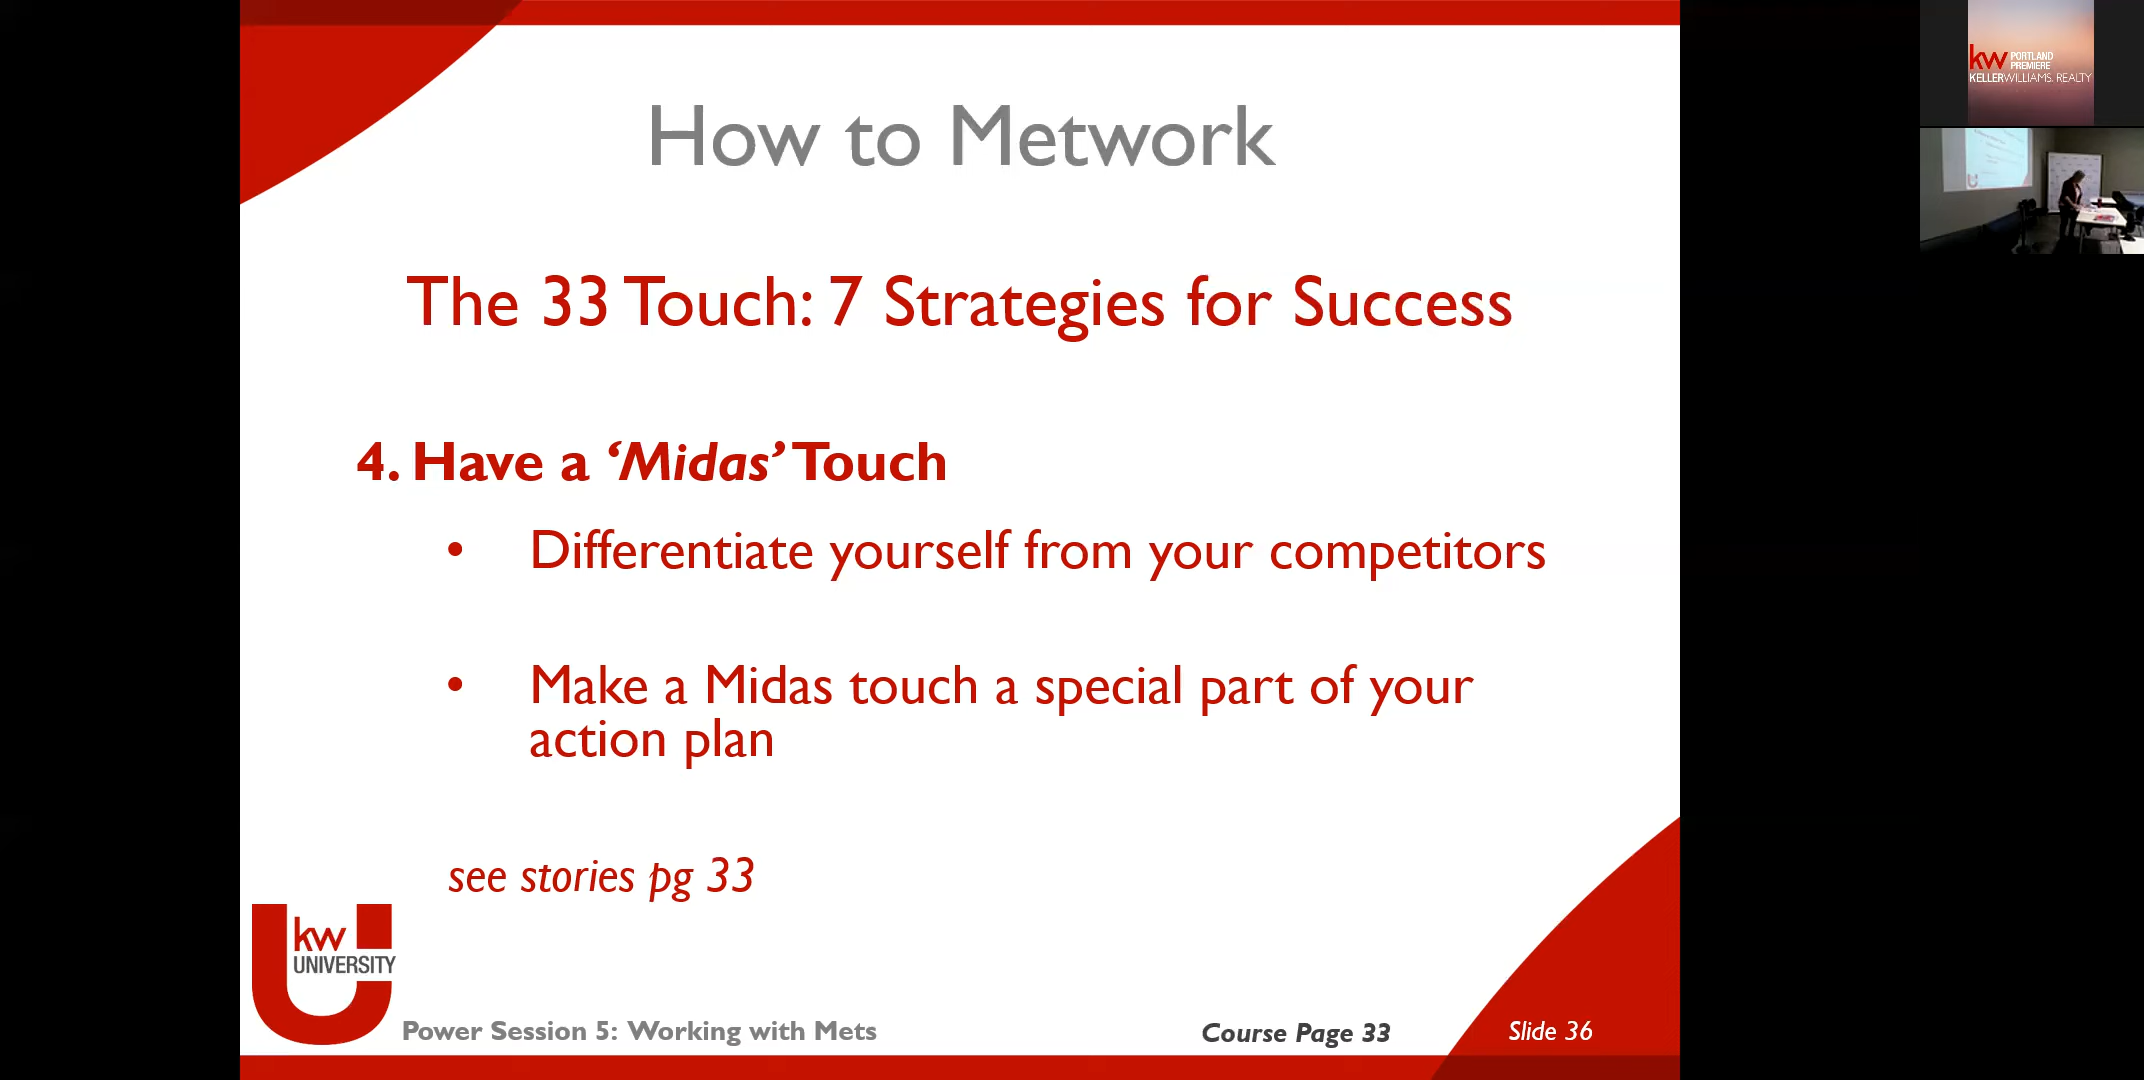 How to Metwork
The 33 Touch: 7 Strategies for Success
4. Have a ‘Midas’ Touch
• Differentiate yourself from your competitors
• Make a Midas touch a special part of your
action plan
see stories pg 33
kw
UNIVERSITY
Power Session 5: Working with Mets
Course Page 33
Slide 36
kw PORTLAND
PREMIERE
KELLERWILLIAMS. REALTY